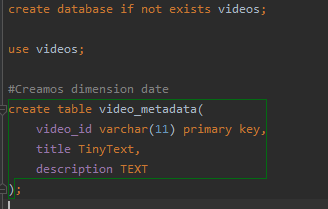 create database if not exists videos;
use videos;
#Creamos dimension date
create table video_metadata(
video_id varchar(11) primary key,
title TinyText,
description TEXT
);